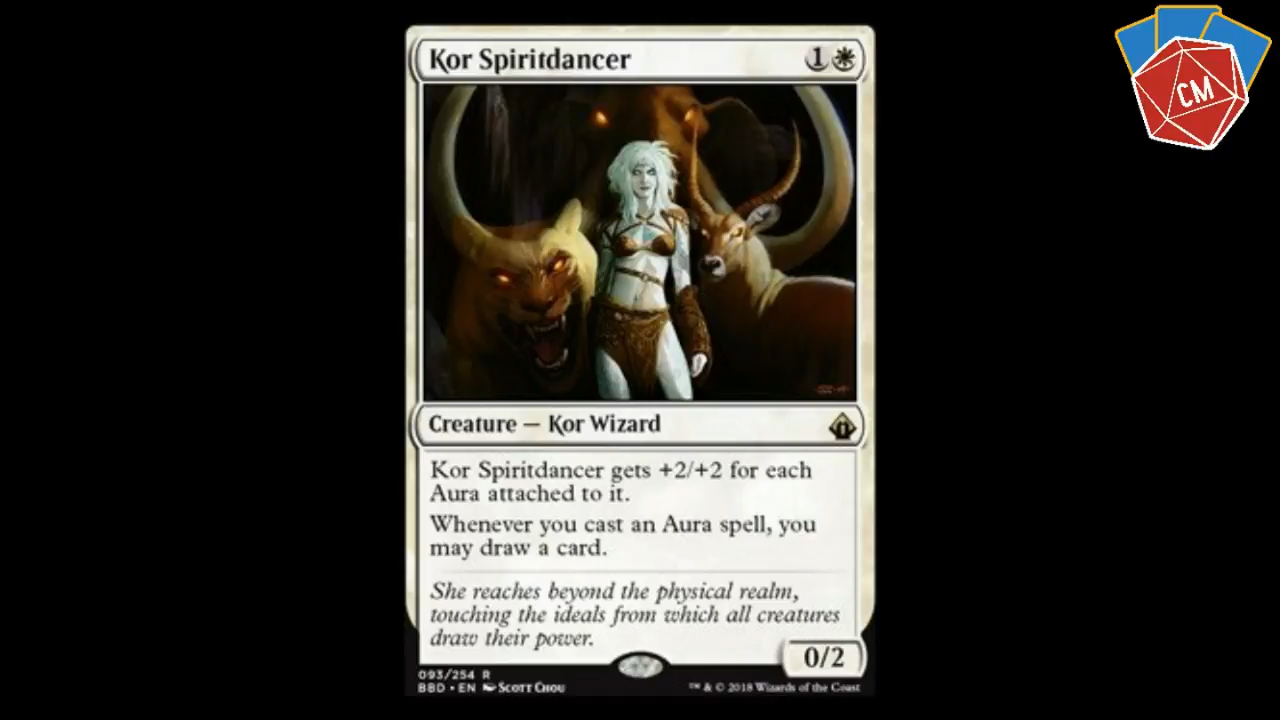 CM
Kor Spiritdancer
1
Creature — Kor Wizard
Kor Spiritdancer gets +2/+2 for each
Aura attached to it.
Whenever you cast an Aura spell, you
may draw a card.
She reaches beyond the physical realm,
touching the ideals from which all creatures
draw their power.
0/2
093/254 R
BBD • EN Scott Chou
™ & © 2018 Wizards of the Coast